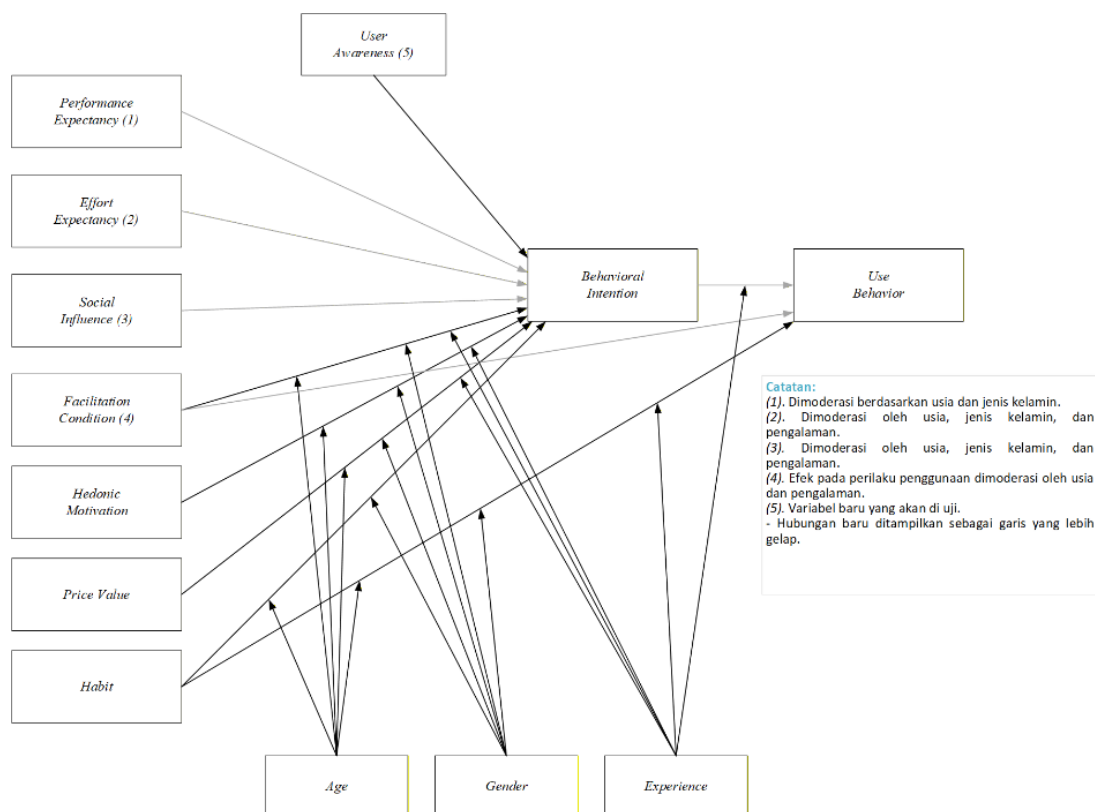 User
Awareness (5)
Performance
Expectancy (1)
Effort
Expectancy (2)
Social
Influence (3)
Facilitation
Condition (4)
Hedonic
Motivation
Price Value
Habit
Behavioral
Intention
Use
Behavior
Catatan:
(1). Dimoderasi berdasarkan usia dan jenis kelamin.
(2). Dimoderasi oleh usia, jenis kelamin, dan
pengalaman.
(3). Dimoderasi oleh usia, jenis kelamin, dan
pengalaman.
(4). Efek pada perilaku penggunaan dimoderasi oleh usia
dan pengalaman.
(5). Variabel baru yang akan di uji.
- Hubungan baru ditampilkan sebagai garis yang lebih
gelap.
Age
Gender
Experience